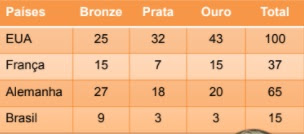 Países Bronze Prata Ouro Total
EUA 25 32 43 100
França 15 7 15 37
Alemanha 27 18 20 65
Brasil 9 3 3 15